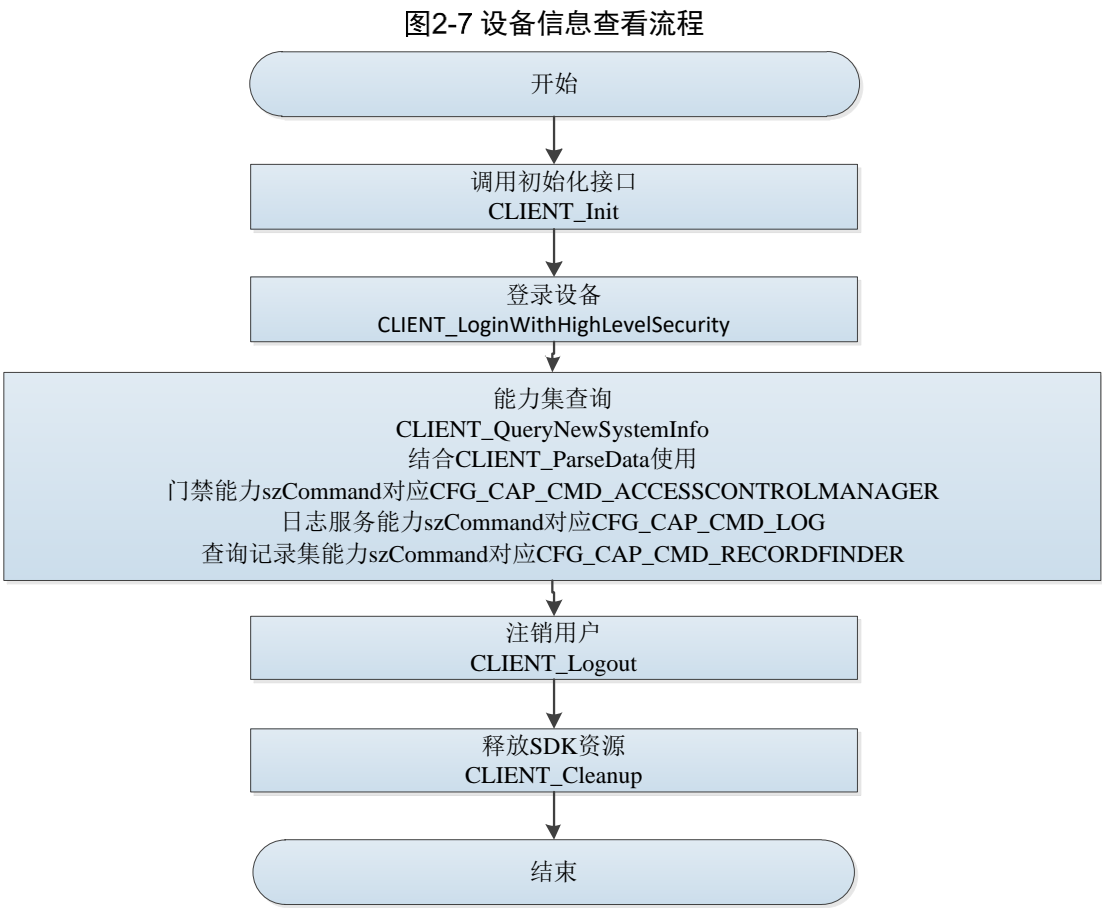 图2-7 设备信息查看流程
开始
调用初始化接口
CLIENT_Init
登录设备
CLIENT_LoginWithHighLevelSecurity
能力集查询
CLIENT_QueryNewSystemInfo
结合CLIENT_ParseData使用
门禁能力szCommand对应CFG_CAP_CMD_ACCESSCONTROLMANAGER
日志服务能力szCommand对应CFG_CAP_CMD_LOG
查询记录集能力szCommand对应CFG_CAP_CMD_RECORDFINDER
注销用户
CLIENT_Logout
释放SDK资源
CLIENT_Cleanup
结束